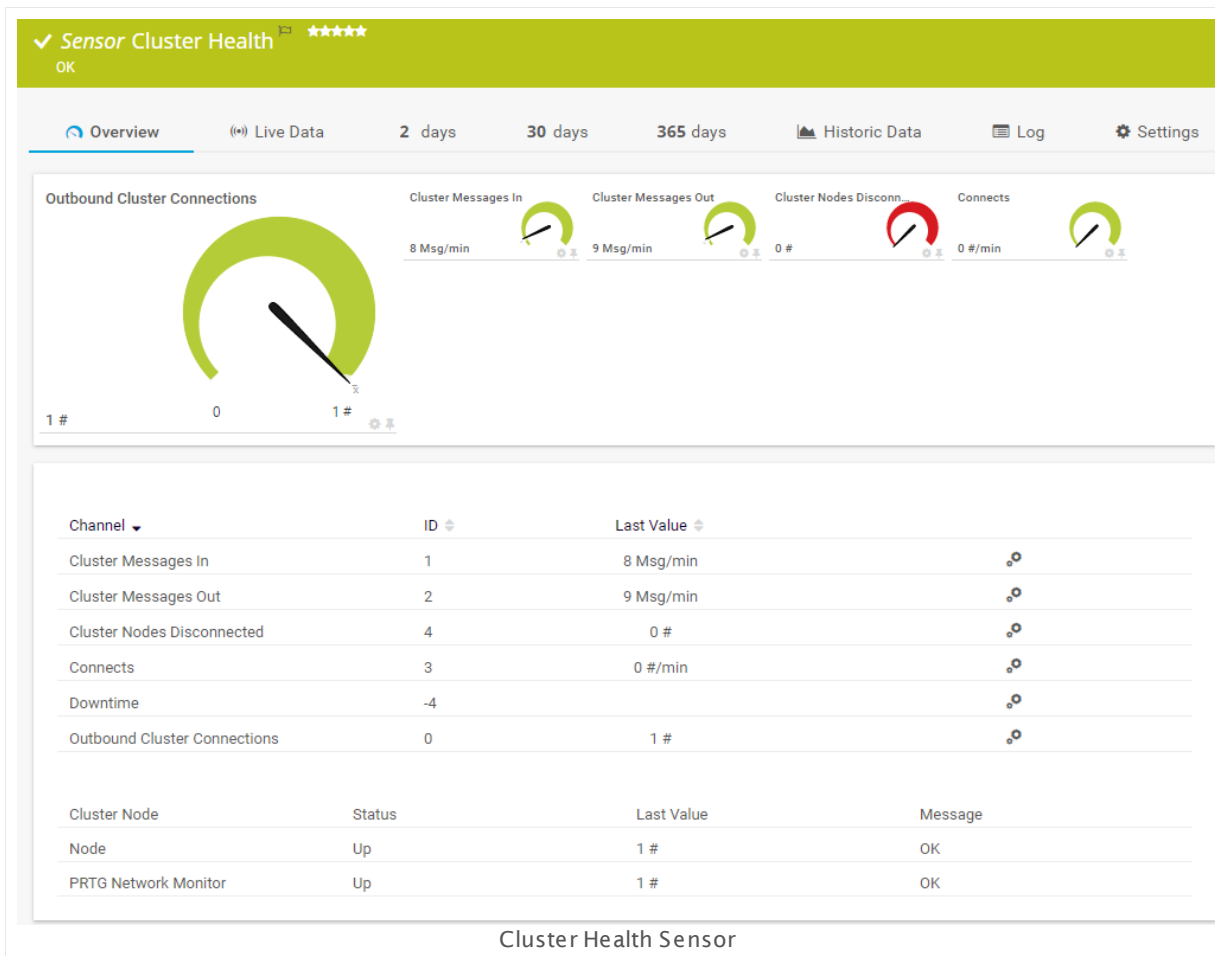 Sensor Cluster Health
OK
Overview Live Data 2 days 30 days 365 days Historic Data Log Settings
Outbound Cluster Connections
1 #
0
1 #
x̄
Cluster Messages In
8 Msg/min
Cluster Messages Out
9 Msg/min
Cluster Nodes Disconn...
0 #
Connects
0 #/min
Channel ID Last Value
Cluster Messages In 1 8 Msg/min
Cluster Messages Out 2 9 Msg/min
Cluster Nodes Disconnected 4 0 #
Connects 3 0 #/min
Downtime -4
Outbound Cluster Connections 0 1 #
Cluster Node Status Last Value Message
Node Up 1 # OK
PRTG Network Monitor Up 1 # OK
Cluster Health Sensor